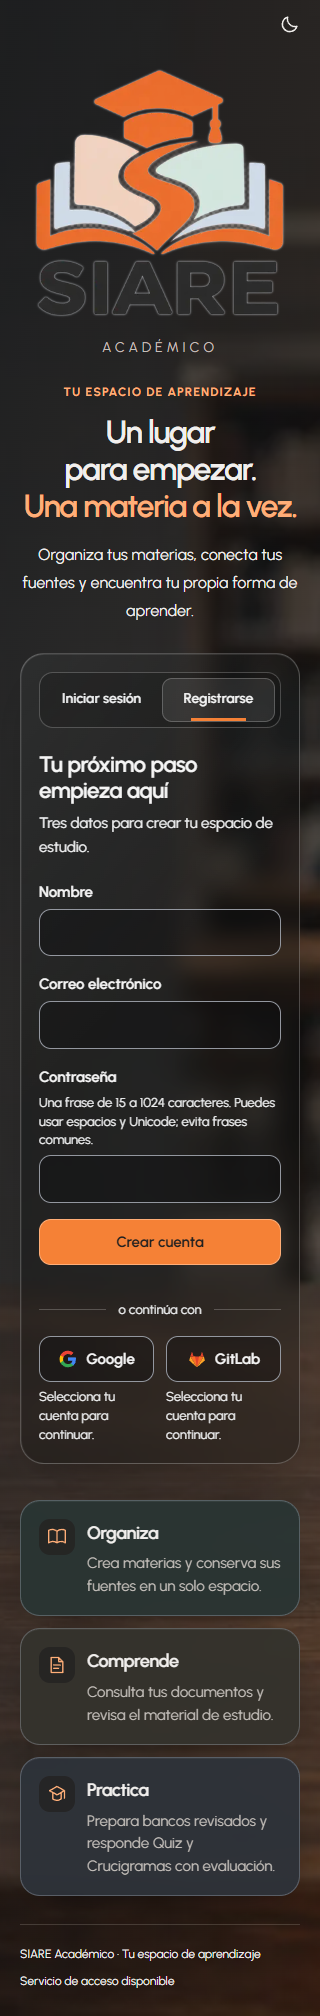 SIARE
ACADÉMICO
TU ESPACIO DE APRENDIZAJE
Un lugar
para empezar.
Una materia a la vez.
Organiza tus materias, conecta tus
fuentes y encuentra tu propia forma de
aprender.
Iniciar sesión
Registrarse
Tu próximo paso
empieza aquí
Tres datos para crear tu espacio de
estudio.
Nombre
Correo electrónico
Contraseña
Una frase de 15 a 1024 caracteres. Puedes
usar espacios y Unicode; evita frases
comunes.
Crear cuenta
o continúa con
Google
Selecciona tu
cuenta para
continuar.
GitLab
Selecciona tu
cuenta para
continuar.
Organiza
Crea materias y conserva sus
fuentes en un solo espacio.
Comprende
Consulta tus documentos y
revisa el material de estudio.
Practica
Prepara bancos revisados y
responde Quiz y
Crucigramas con evaluación.
SIARE Académico · Tu espacio de aprendizaje
Servicio de acceso disponible